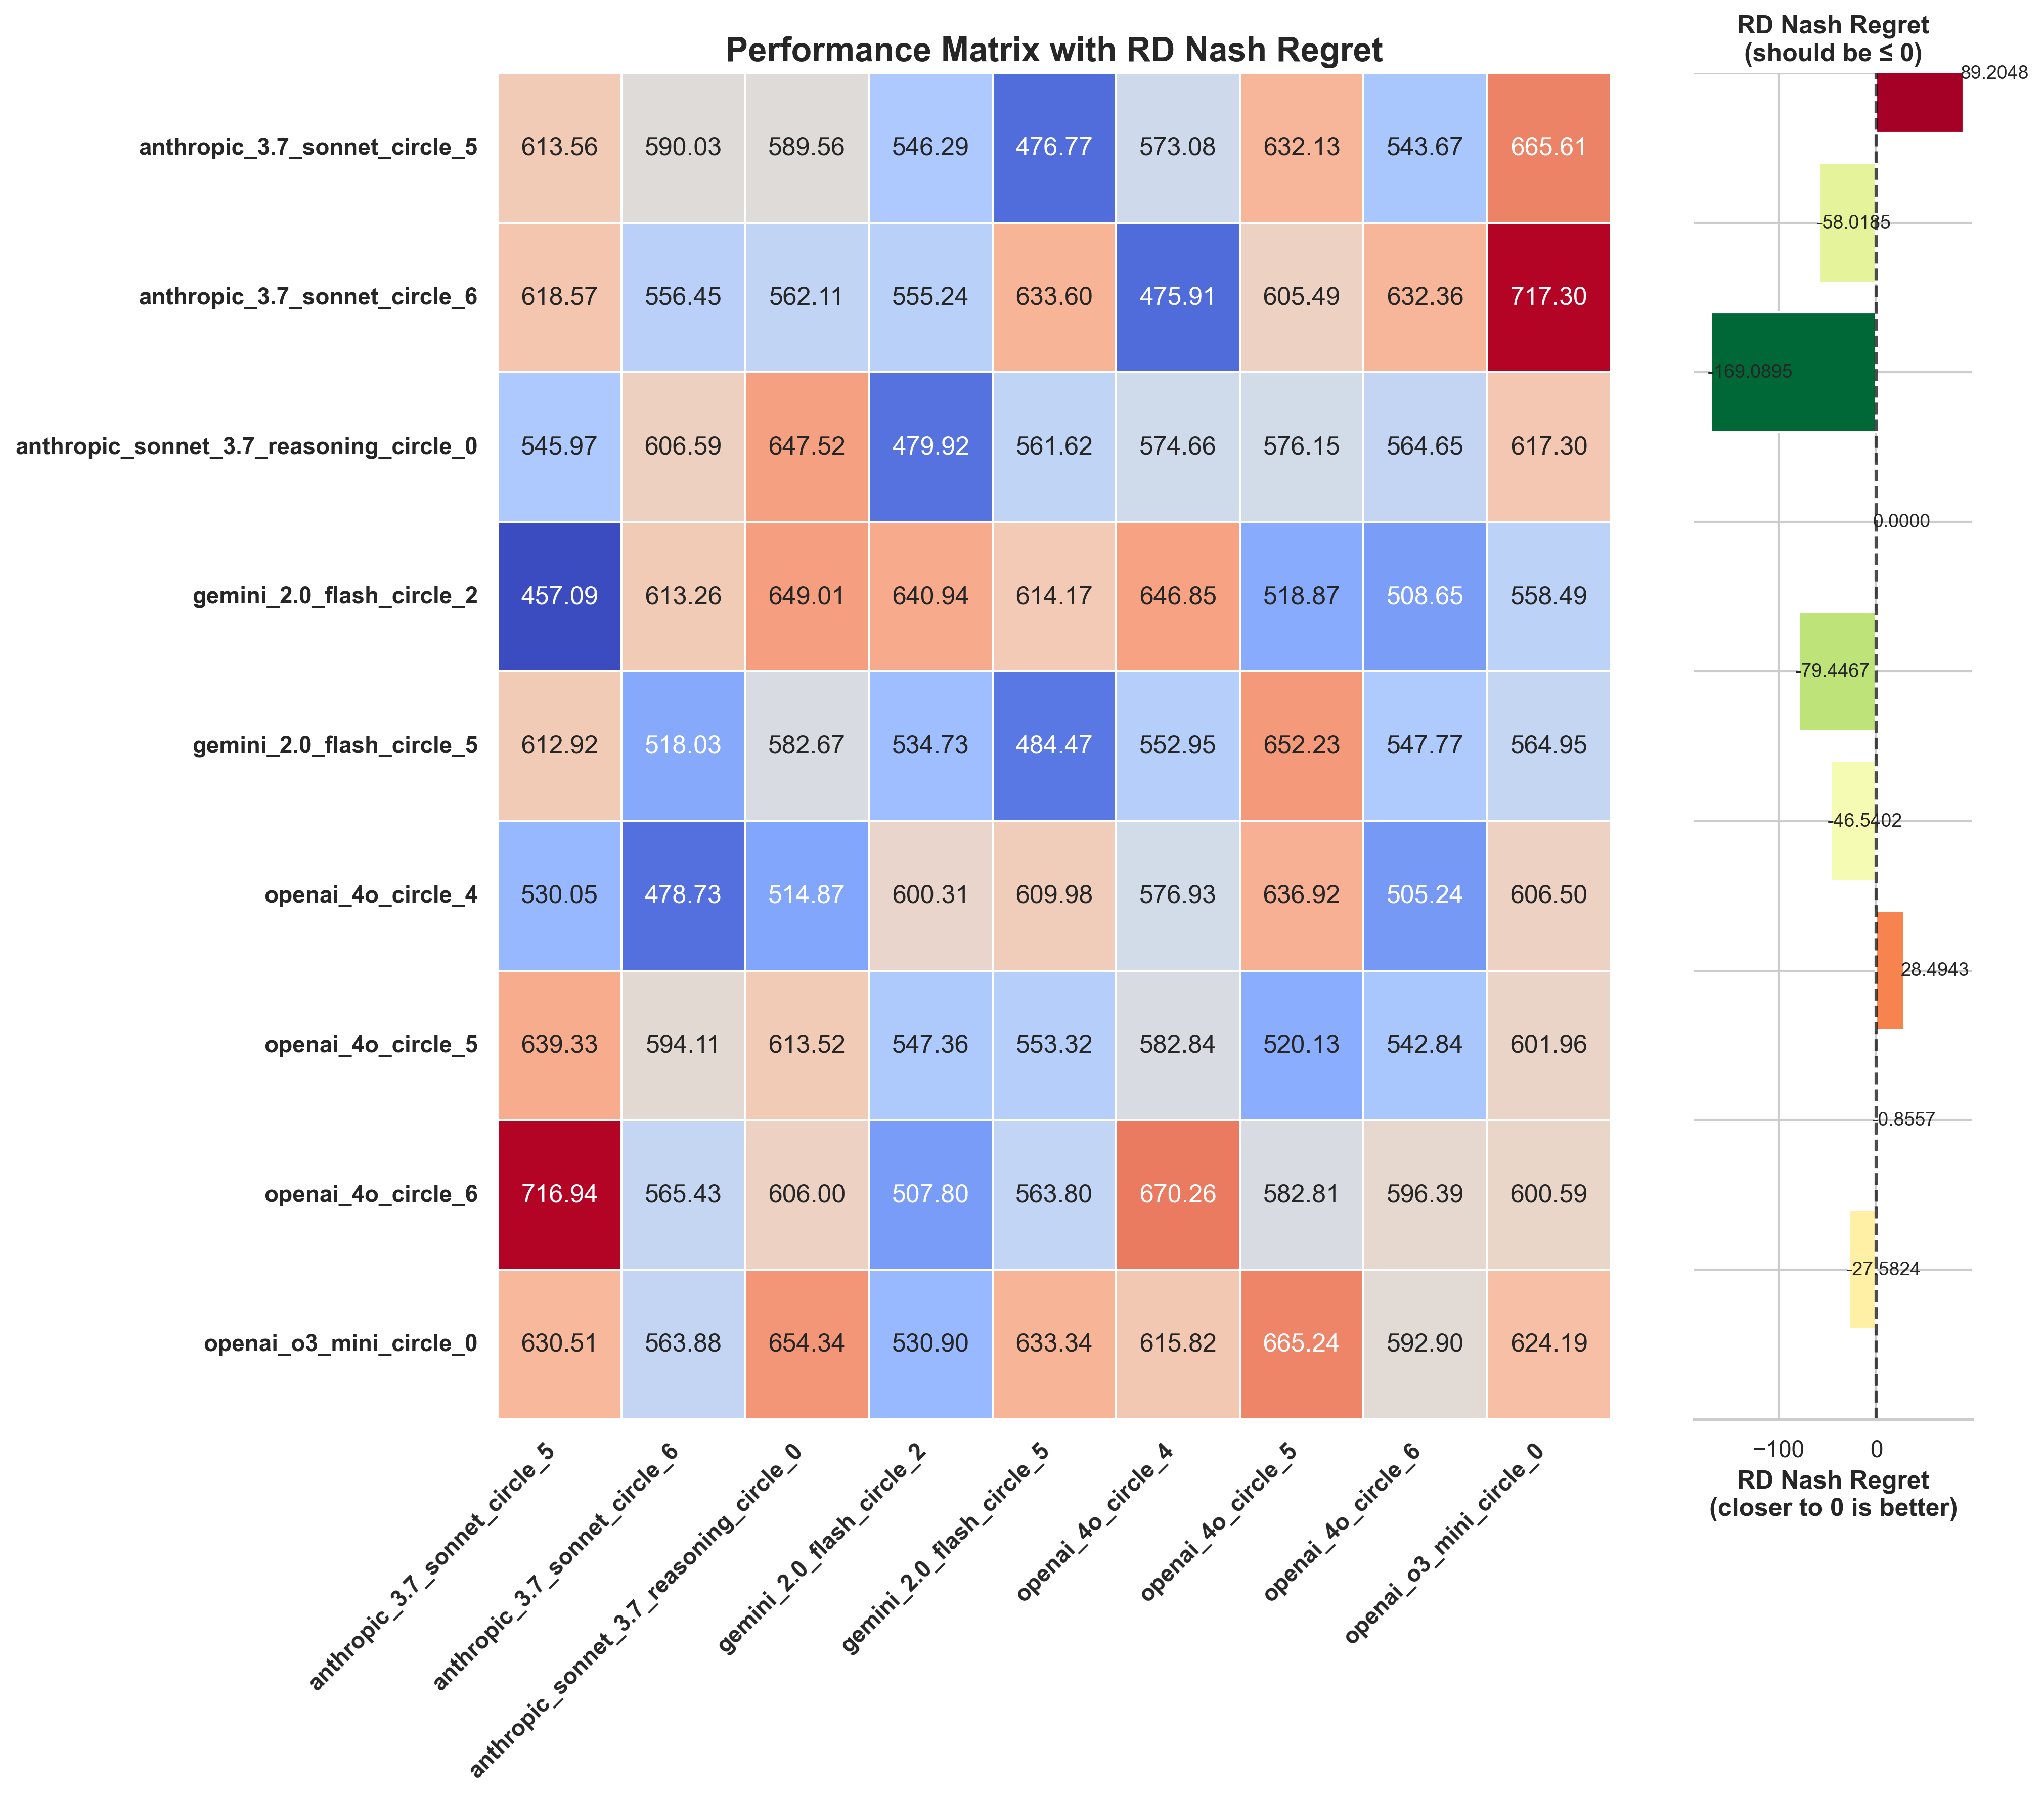 Performance Matrix with RD Nash Regret
RD Nash Regret
(should be ≤ 0)
anthropic_3.7_sonnet_circle_5 613.56 590.03 589.56 546.29 476.77 573.08 632.13 543.67 665.61
89.2048
-58.0185
anthropic_3.7_sonnet_circle_6 618.57 556.45 562.11 555.24 633.60 475.91 605.49 632.36 717.30
-169.0895
anthropic_sonnet_3.7_reasoning_circle_0 545.97 606.59 647.52 479.92 561.62 574.66 576.15 564.65 617.30
0.0000
gemini_2.0_flash_circle_2 457.09 613.26 649.01 640.94 614.17 646.85 518.87 508.65 558.49
-79.4467
gemini_2.0_flash_circle_5 612.92 518.03 582.67 534.73 484.47 552.95 652.23 547.77 564.95
-46.5402
openai_4o_circle_4 530.05 478.73 514.87 600.31 609.98 576.93 636.92 505.24 606.50
28.4943
openai_4o_circle_5 639.33 594.11 613.52 547.36 553.32 582.84 520.13 542.84 601.96
-0.8557
openai_4o_circle_6 716.94 565.43 606.00 507.80 563.80 670.26 582.81 596.39 600.59
-27.5824
openai_o3_mini_circle_0 630.51 563.88 654.34 530.90 633.34 615.82 665.24 592.90 624.19
anthropic_3.7_sonnet_circle_5
anthropic_3.7_sonnet_circle_6
anthropic_sonnet_3.7_reasoning_circle_0
gemini_2.0_flash_circle_2
gemini_2.0_flash_circle_5
openai_4o_circle_4
openai_4o_circle_5
openai_4o_circle_6
openai_o3_mini_circle_0
−100 0
RD Nash Regret
(closer to 0 is better)